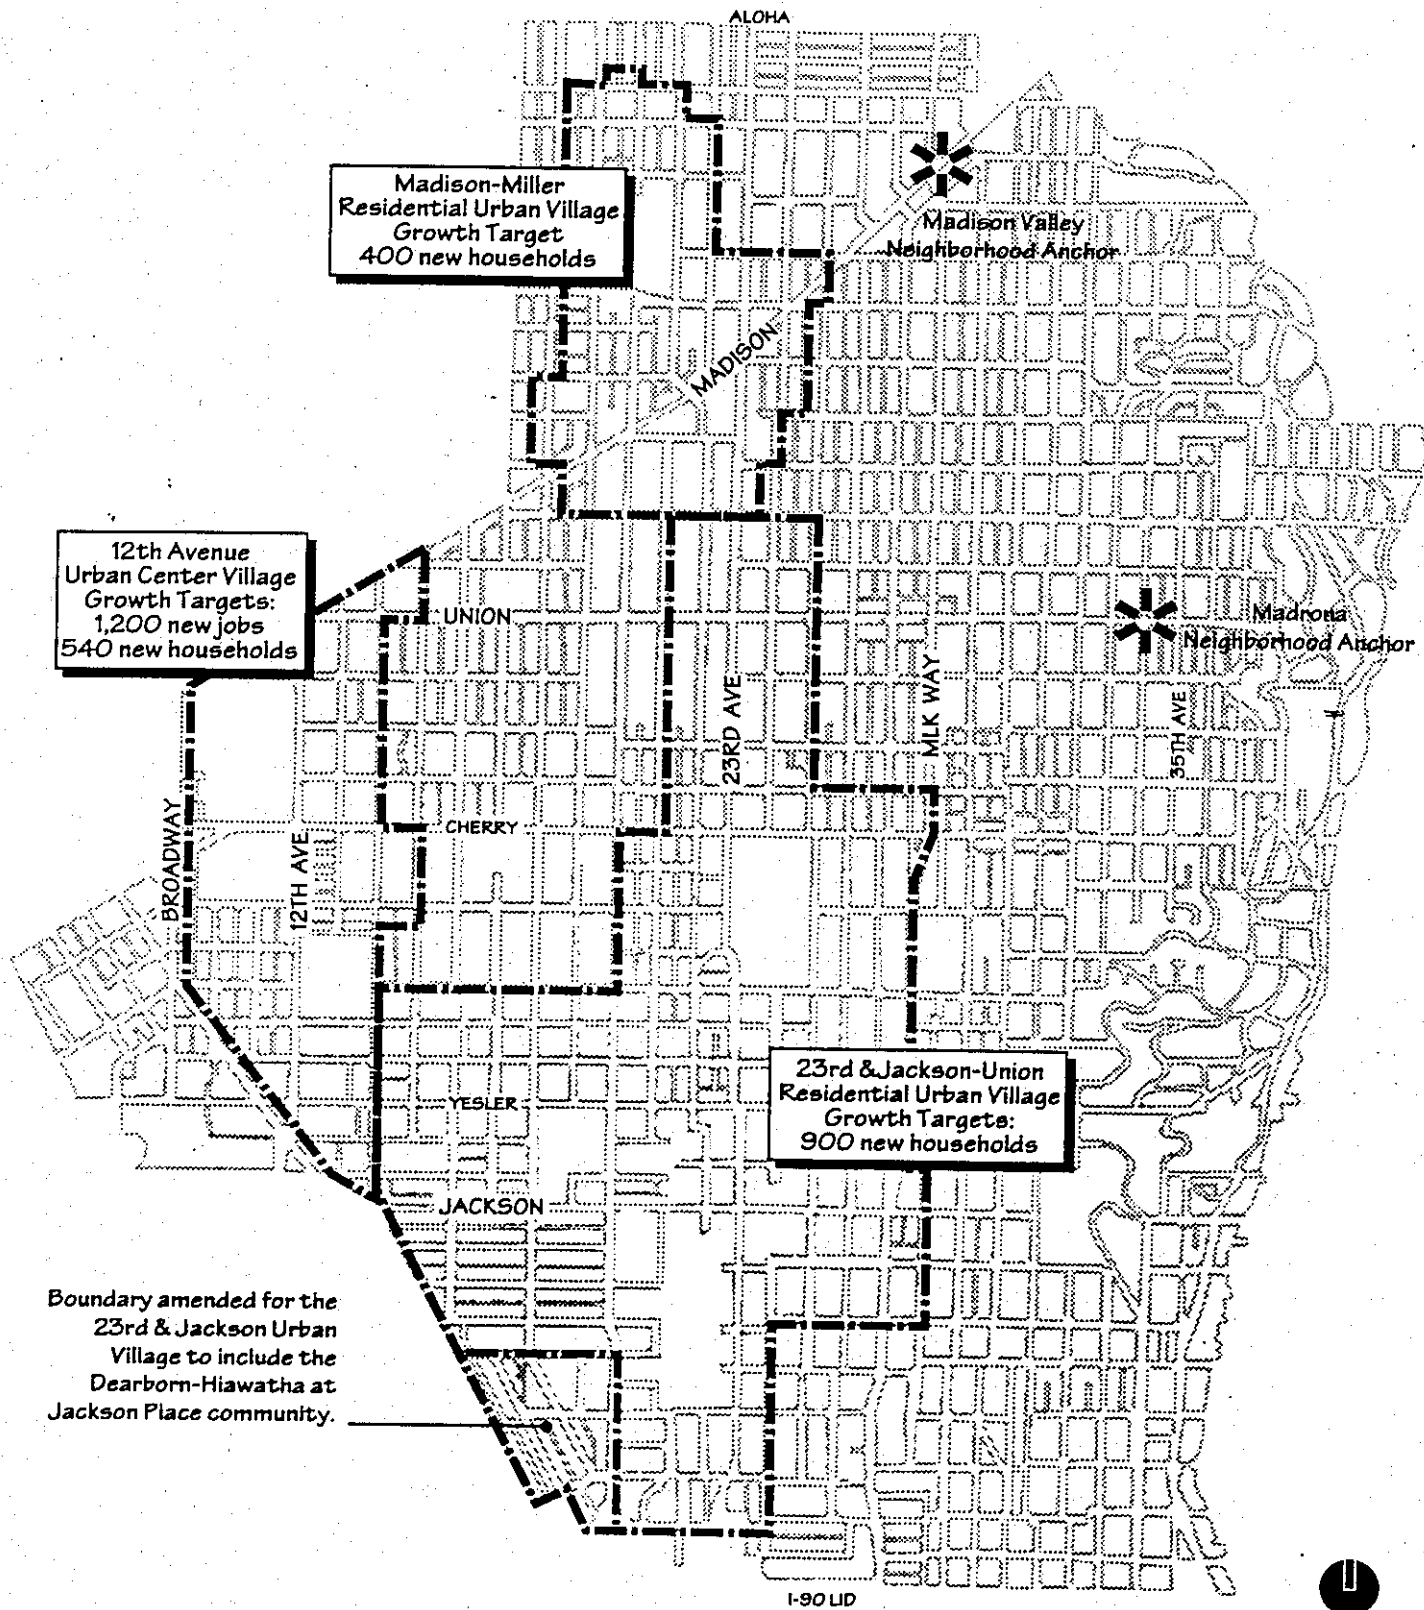 ALOHA
Madison-Miller
Residential Urban Village
Growth Target
400 new households
Madison Valley
Neighborhood Anchor
MADISON
12th Avenue
Urban Center Village
Growth Targets:
1,200 new jobs
540 new households
UNION
Madrona
Neighborhood Anchor
23RD AVE
MLK WAY
35TH AVE
BROADWAY
12TH AVE
CHERRY
23rd & Jackson-Union
Residential Urban Village
Growth Targets:
900 new households
YESLER
JACKSON
Boundary amended for the
23rd & Jackson Urban
Village to include the
Dearborn-Hiawatha at
Jackson Place community.
I-90 LID